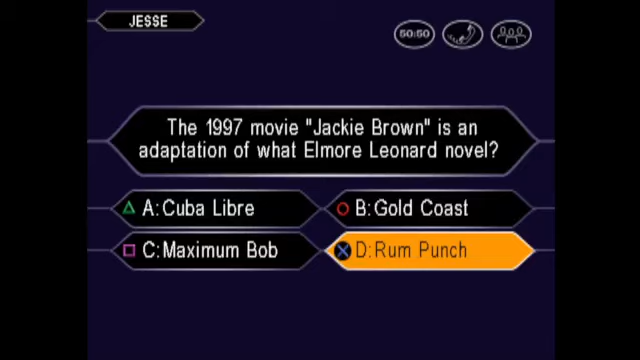 JESSE
50:50
The 1997 movie "Jackie Brown" is an
adaptation of what Elmore Leonard novel?
A: Cuba Libre
B: Gold Coast
C: Maximum Bob
D: Rum Punch